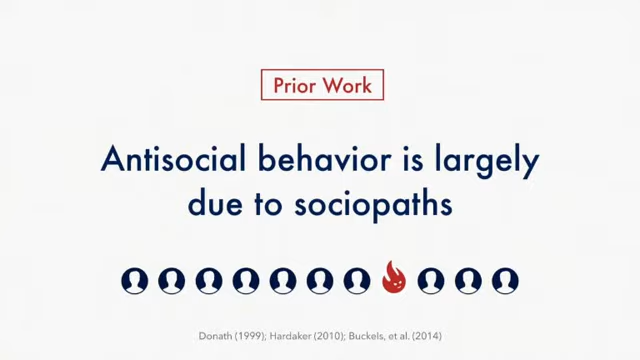 Prior Work
Antisocial behavior is largely
due to sociopaths
Donath (1999); Hardaker (2010); Buckels, et al. (2014)